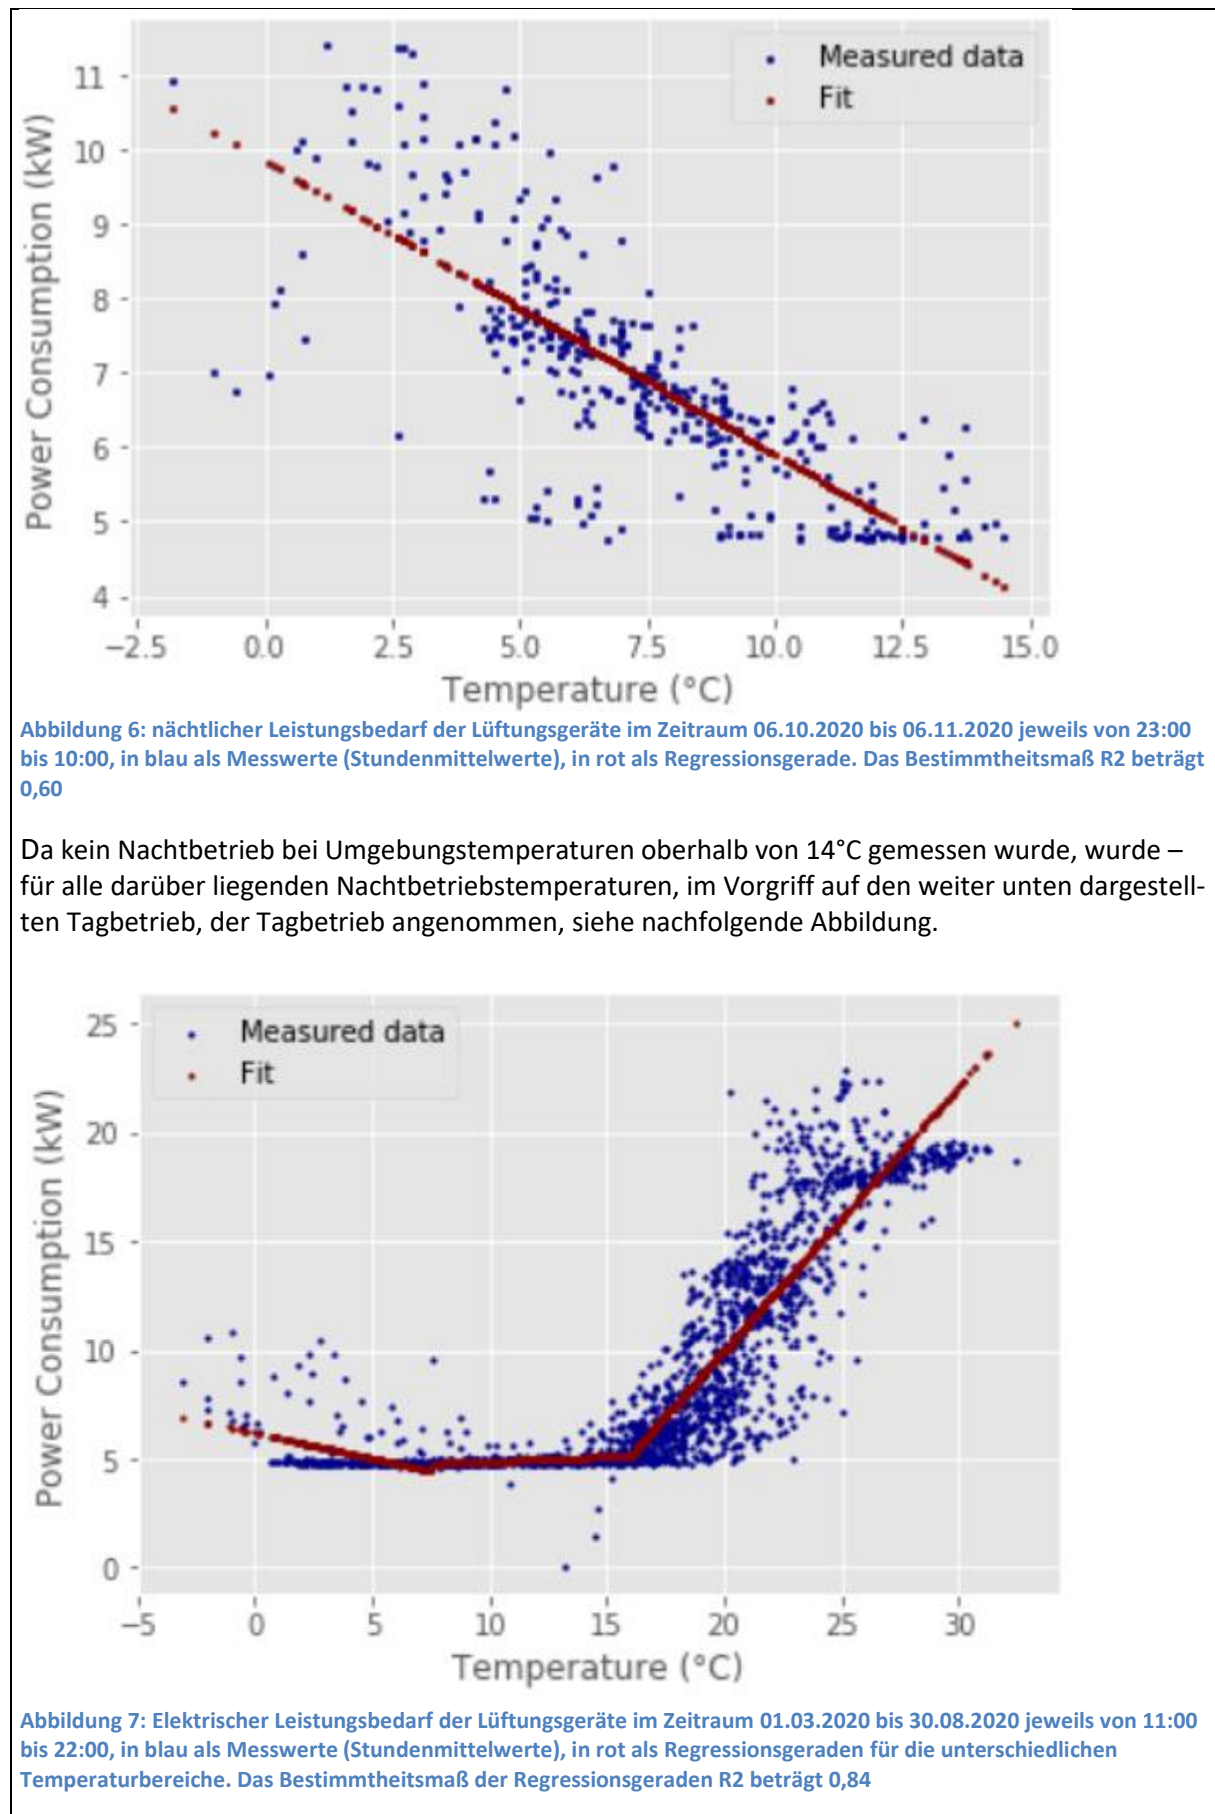 Measured data
Fit
11
10
9
8
7
6
5
4
Power Consumption (kW)
−2.5 0.0 2.5 5.0 7.5 10.0 12.5 15.0
Temperature (°C)
Abbildung 6: nächtlicher Leistungsbedarf der Lüftungsgeräte im Zeitraum 06.10.2020 bis 06.11.2020 jeweils von 23:00
bis 10:00, in blau als Messwerte (Stundenmittelwerte), in rot als Regressionsgerade. Das Bestimmtheitsmaß R2 beträgt
0,60
Da kein Nachtbetrieb bei Umgebungstemperaturen oberhalb von 14°C gemessen wurde, wurde –
für alle darüber liegenden Nachtbetriebstemperaturen, im Vorgriff auf den weiter unten dargestell-
ten Tagbetrieb, der Tagbetrieb angenommen, siehe nachfolgende Abbildung.
Measured data
Fit
25
20
15
10
5
0
Power Consumption (kW)
−5 0 5 10 15 20 25 30
Temperature (°C)
Abbildung 7: Elektrischer Leistungsbedarf der Lüftungsgeräte im Zeitraum 01.03.2020 bis 30.08.2020 jeweils von 11:00
bis 22:00, in blau als Messwerte (Stundenmittelwerte), in rot als Regressionsgeraden für die unterschiedlichen
Temperaturbereiche. Das Bestimmtheitsmaß der Regressionsgeraden R2 beträgt 0,84